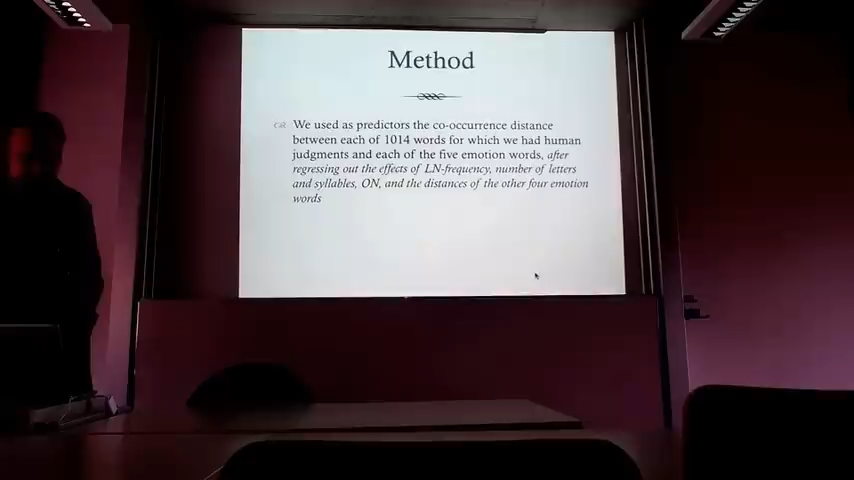 Method
We used as predictors the co-occurrence distance
between each of 1014 words for which we had human
judgments and each of the five emotion words, after
regressing out the effects of LN-frequency, number of letters
and syllables, ON, and the distances of the other four emotion
words